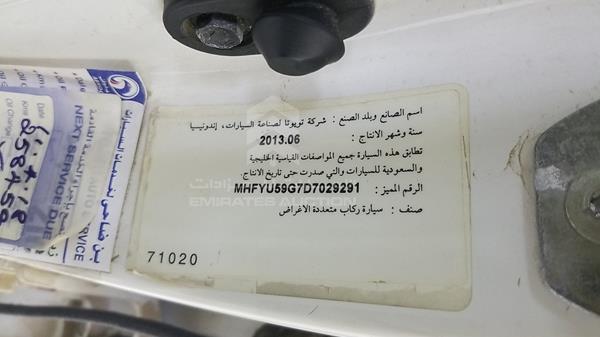 اسم الصانع وبلد الصنع : شركة تويوتا لصناعة السيارات، إندونيسيا
سنة وشهر الانتاج : 2013.06
تطابق هذه السيارة جميع المواصفات القياسية الخليجية
والسعودية للسيارات والتي صدرت حتى تاريخ الانتاج.
الرقم المميز : MHFYU59G7D7029291
صنف : سيارة ركاب متعددة الاغراض
71020
EMIRATES AUCTION
NEXT SERVICE DUE